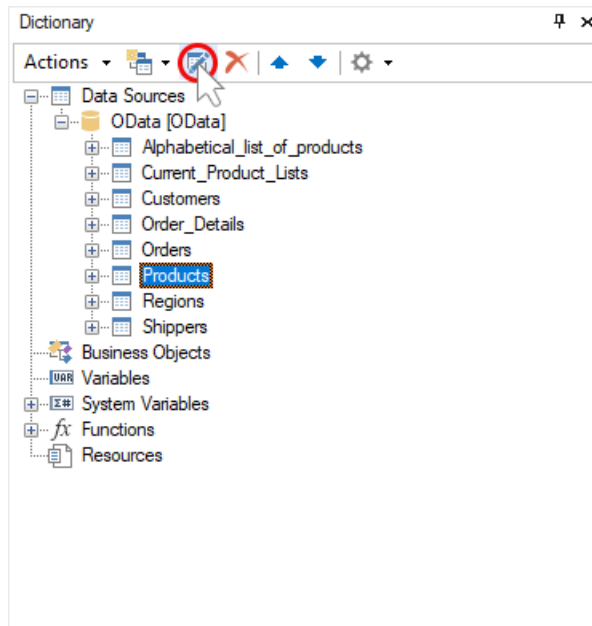 Dictionary
Actions
Data Sources
OData [OData]
Alphabetical_list_of_products
Current_Product_Lists
Customers
Order_Details
Orders
Products
Regions
Shippers
Business Objects
VAR Variables
Σ# System Variables
fx Functions
Resources